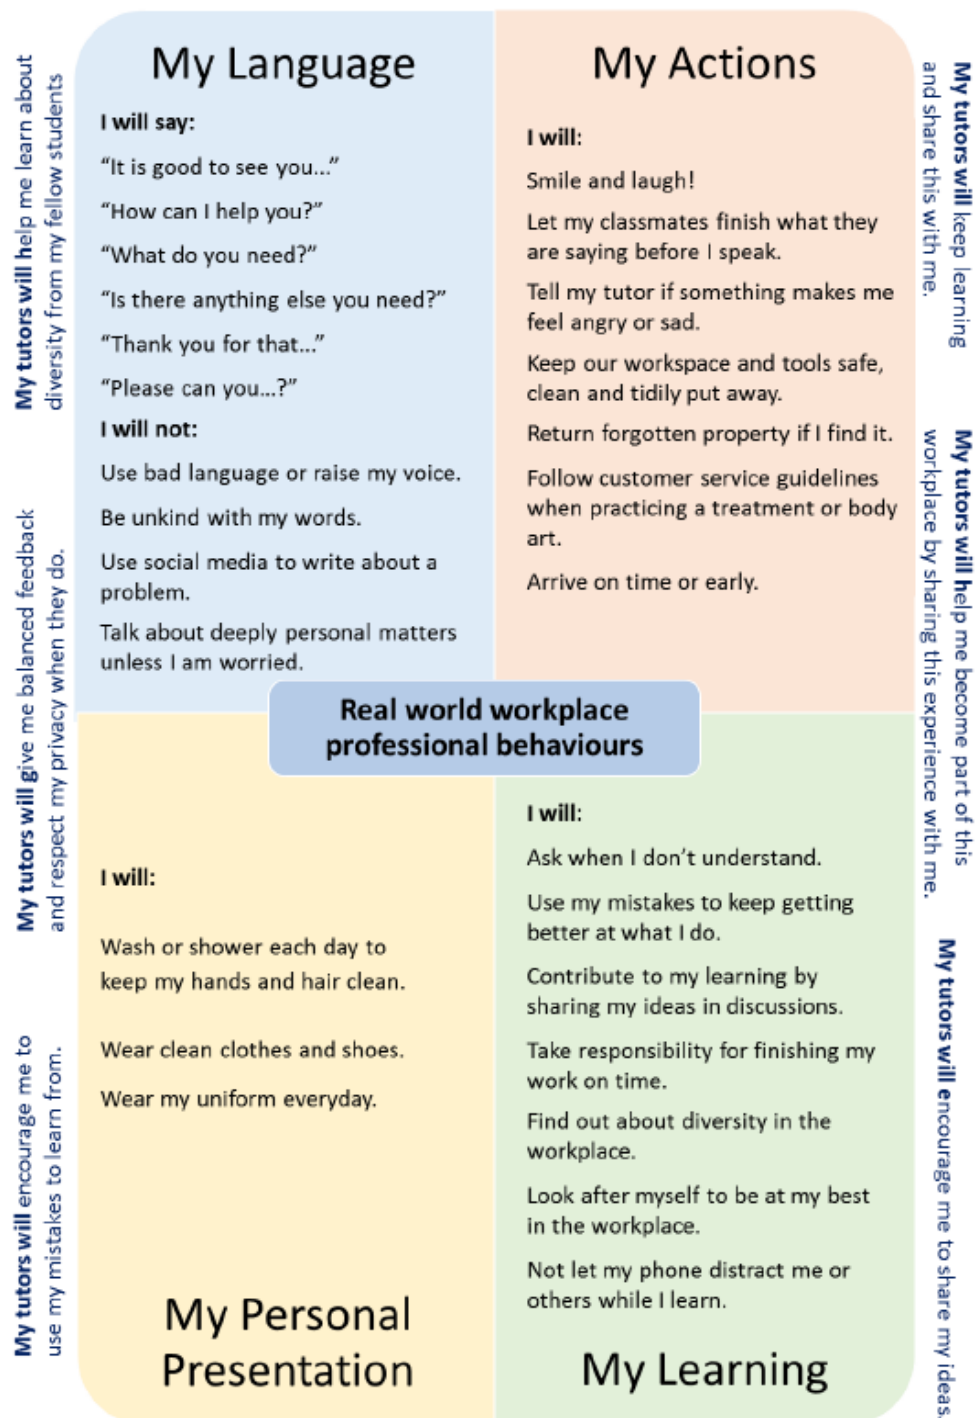 My Language
I will say:
“It is good to see you...”
“How can I help you?”
“What do you need?”
“Is there anything else you need?”
“Thank you for that...”
“Please can you...?”
I will not:
Use bad language or raise my voice.
Be unkind with my words.
Use social media to write about a
problem.
Talk about deeply personal matters
unless I am worried.
My Actions
I will:
Smile and laugh!
Let my classmates finish what they
are saying before I speak.
Tell my tutor if something makes me
feel angry or sad.
Keep our workspace and tools safe,
clean and tidily put away.
Return forgotten property if I find it.
Follow customer service guidelines
when practicing a treatment or body
art.
Arrive on time or early.
Real world workplace
professional behaviours
I will:
Wash or shower each day to
keep my hands and hair clean.
Wear clean clothes and shoes.
Wear my uniform everyday.
My Personal
Presentation
I will:
Ask when I don’t understand.
Use my mistakes to keep getting
better at what I do.
Contribute to my learning by
sharing my ideas in discussions.
Take responsibility for finishing my
work on time.
Find out about diversity in the
workplace.
Look after myself to be at my best
in the workplace.
Not let my phone distract me or
others while I learn.
My Learning
My tutors will help me learn about
diversity from my fellow students
My tutors will give me balanced feedback
and respect my privacy when they do.
My tutors will encourage me to
use my mistakes to learn from.
My tutors will keep learning
and share this with me.
My tutors will help me become part of this
workplace by sharing this experience with me.
My tutors will encourage me to share my ideas.